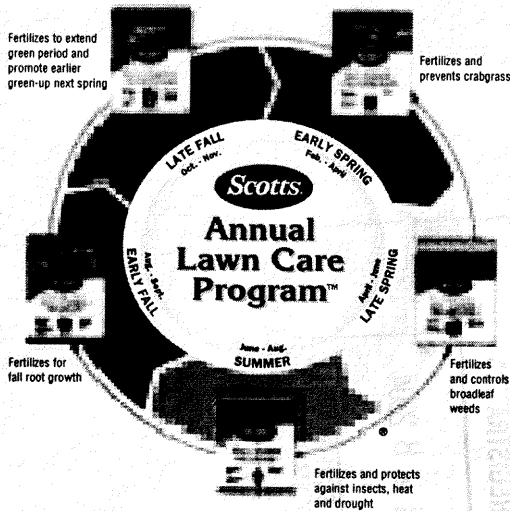 Fertilizes to extend
green period and
promote earlier
green-up next spring
Fertilizes and
prevents crabgrass
LATE FALL
Oct. - Nov.
EARLY SPRING
Feb. - April
Scotts®
Annual
Lawn Care
Program™
Aug. - Sept.
EARLY FALL
April - June
LATE SPRING
June - Aug.
SUMMER
Fertilizes for
fall root growth
Fertilizes
and controls
broadleaf
weeds
®
Fertilizes and protects
against insects, heat
and drought